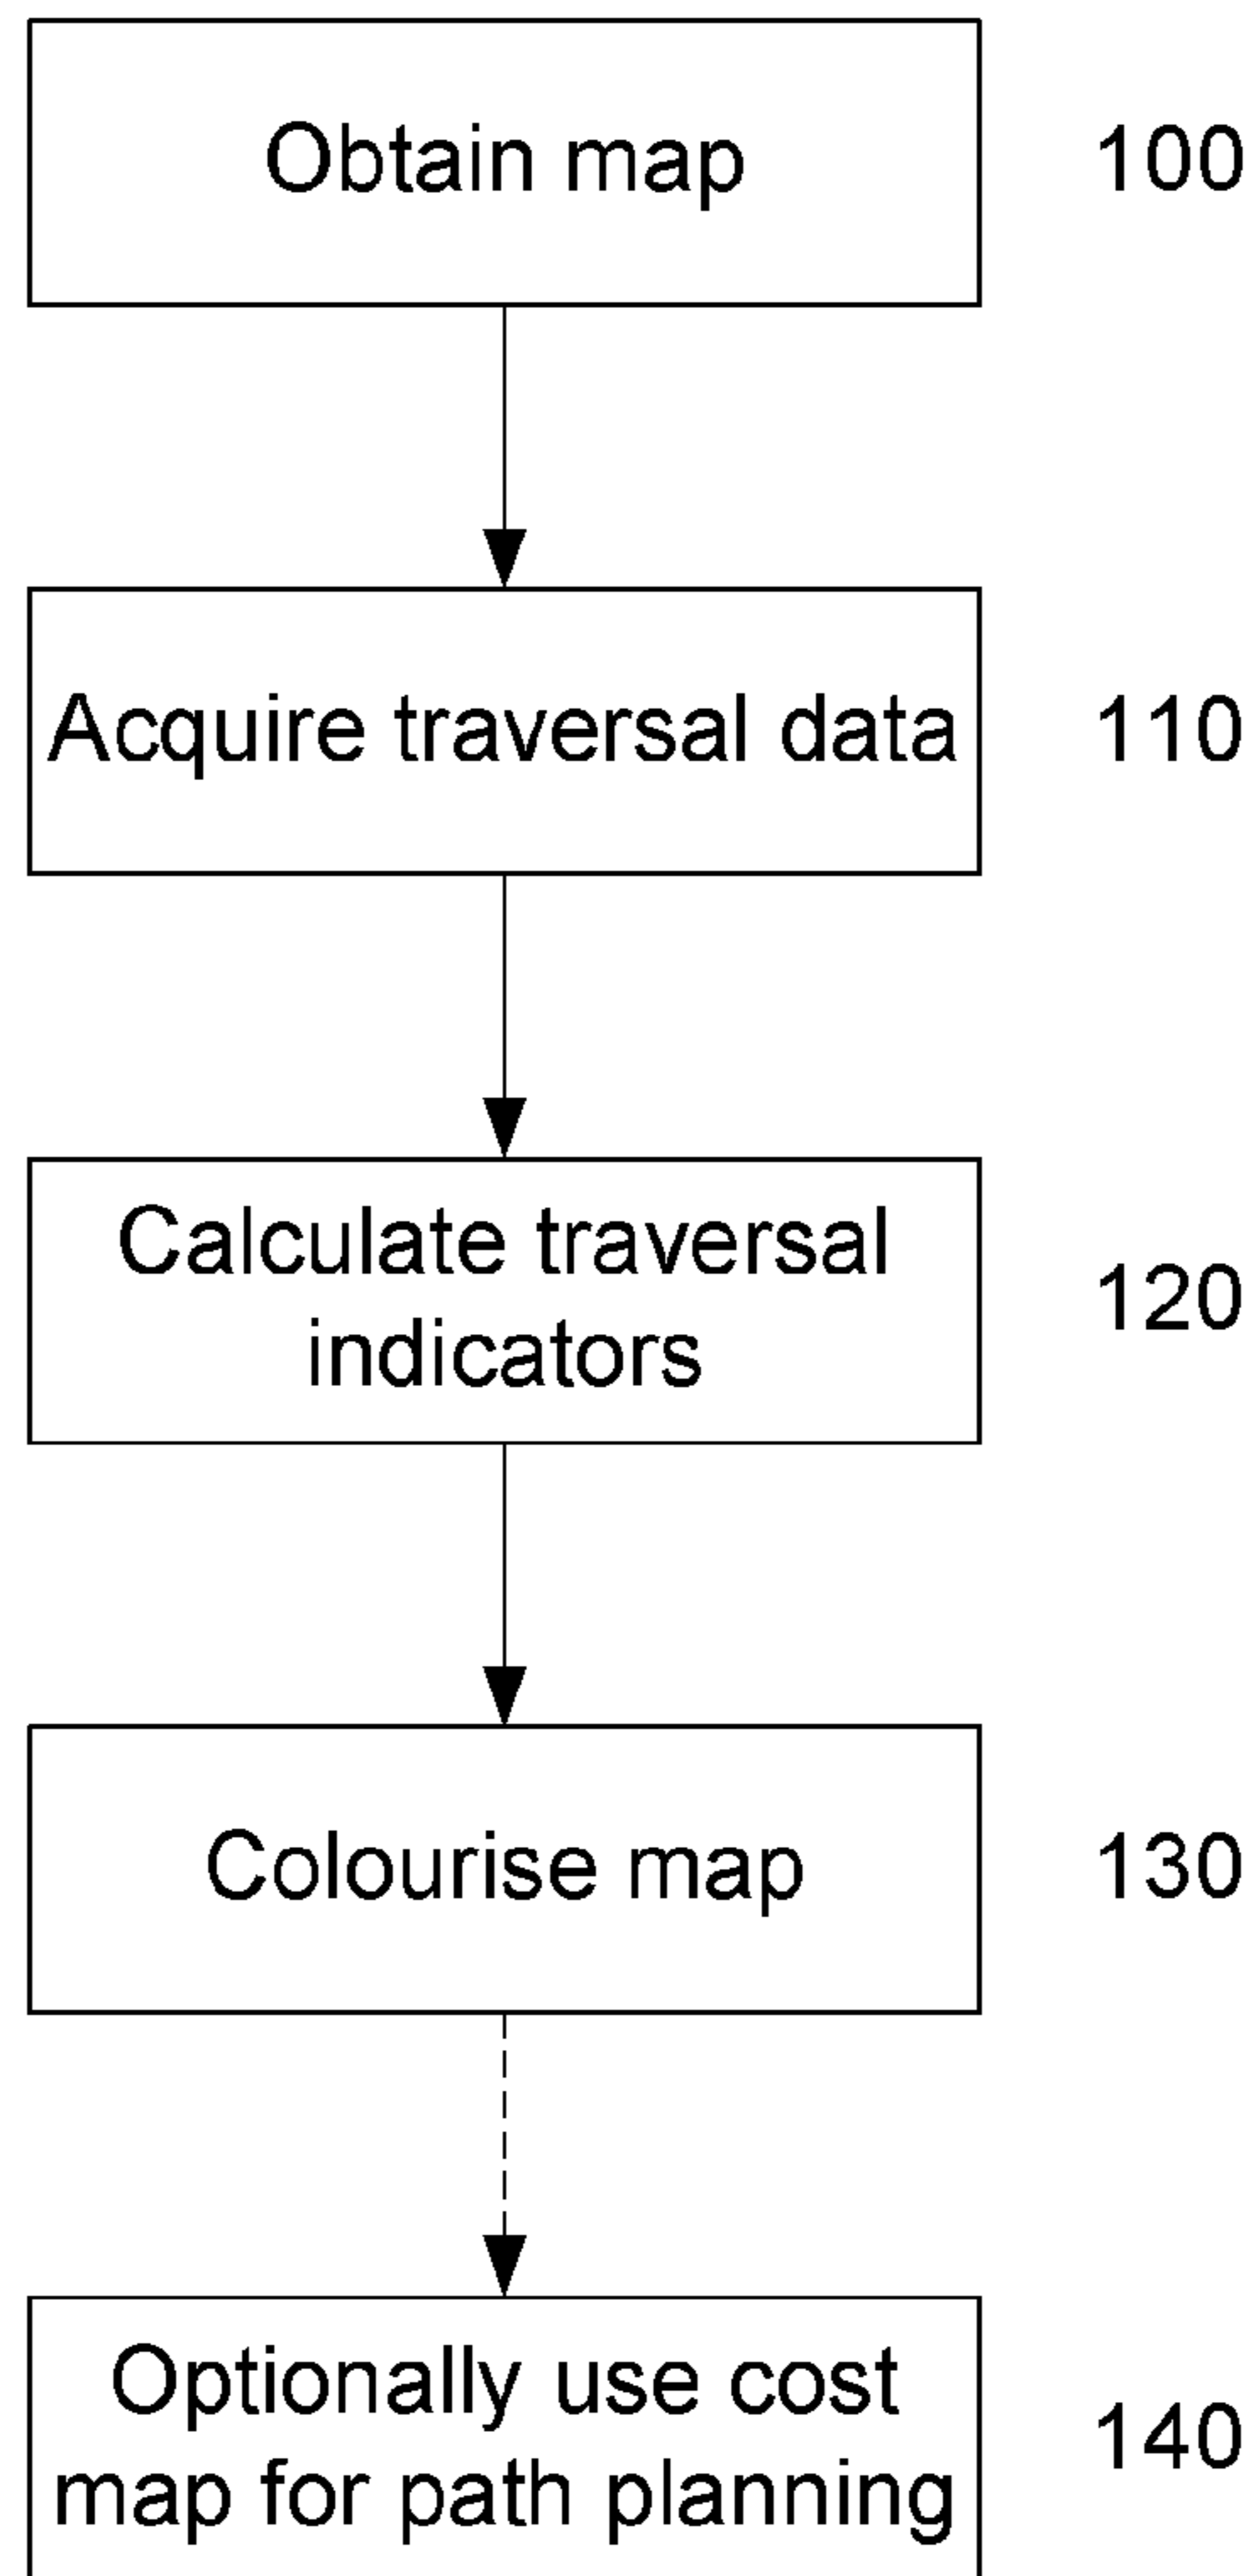 Obtain map 100
Acquire traversal data 110
Calculate traversal
indicators
120
Colourise map 130
Optionally use cost
map for path planning
140